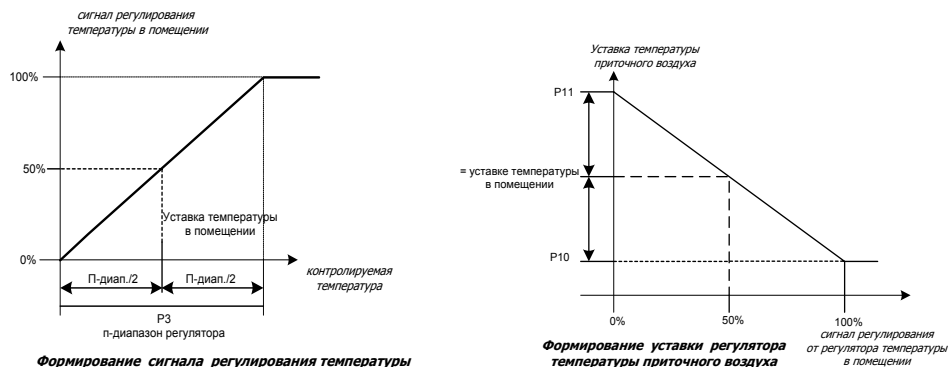 сигнал регулирования
температуры в помещении
100%
50%
Уставка температуры
в помещении
0%
П-диап./2
П-диап./2
контролируемая
температура
P3
п-диапазон регулятора
Формирование сигнала регулирования температуры
Уставка температуры
приточного воздуха
P11
= уставке температуры
в помещении
P10
0%
50%
100%
сигнал регулирования
от регулятора температуры
в помещении
Формирование уставки регулятора
температуры приточного воздуха